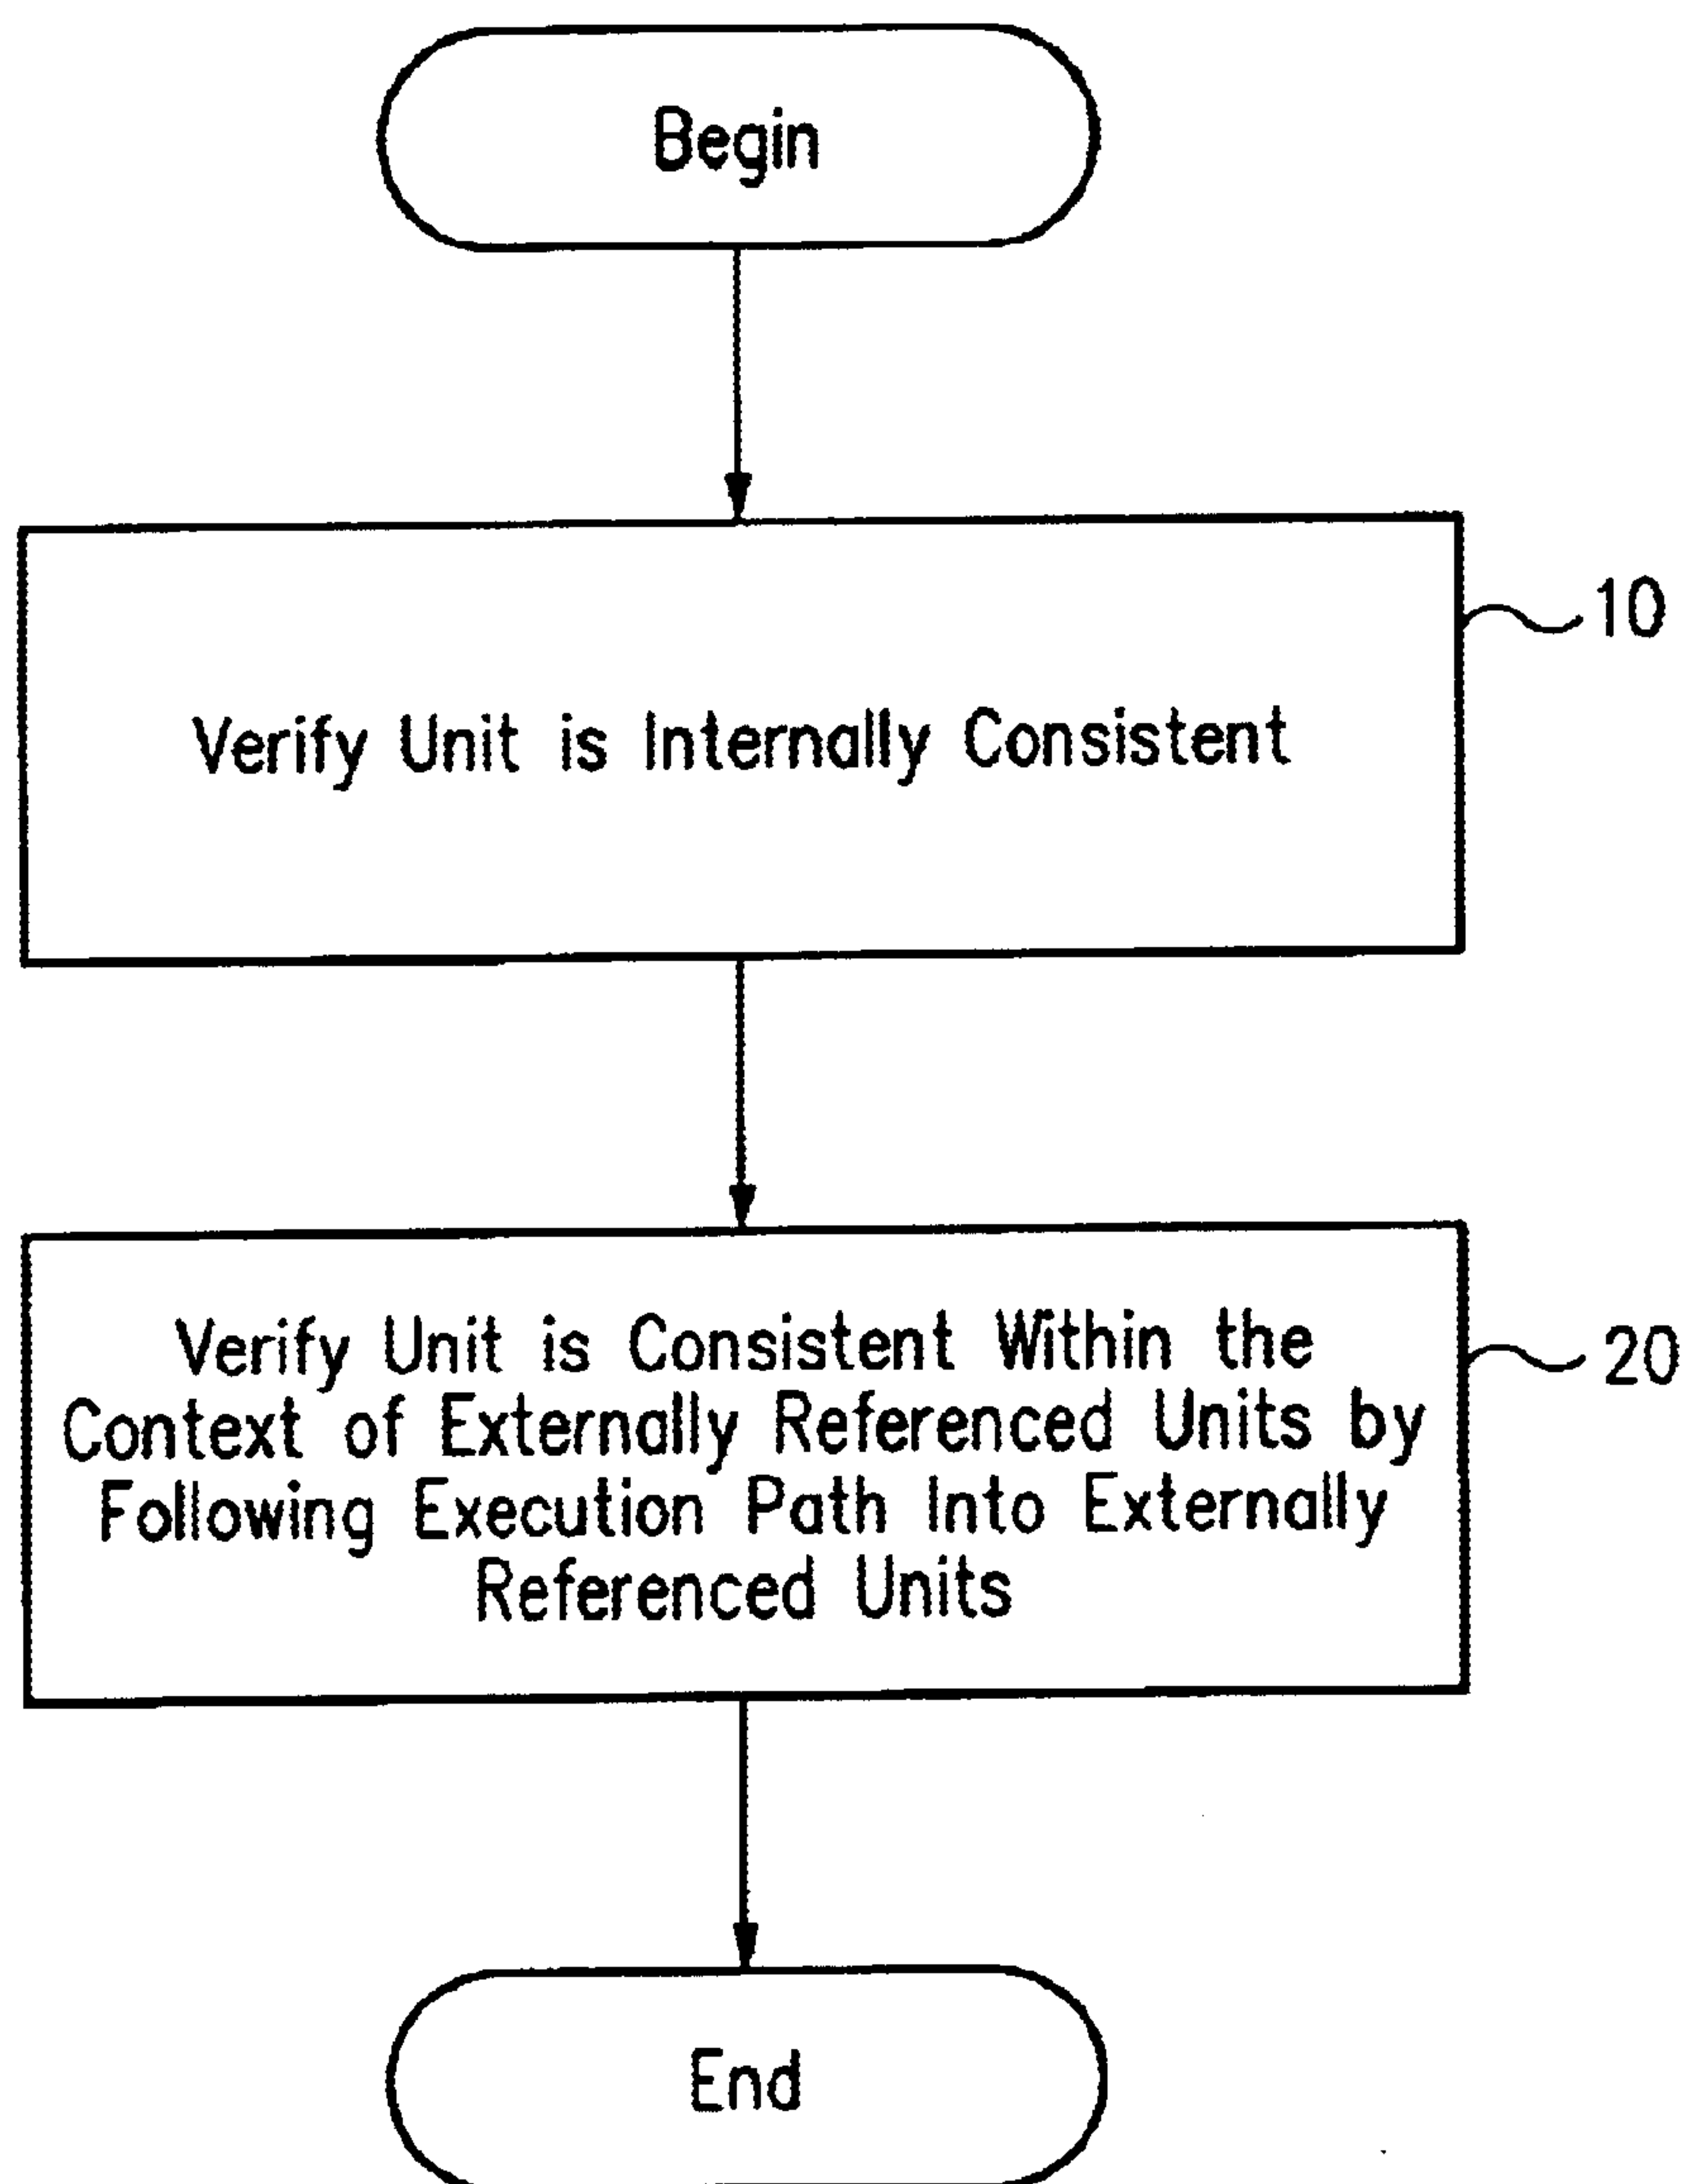 Begin
10
Verify Unit is Internally Consistent
Verify Unit is Consistent Within the
20
Context of Externally Referenced Units by
Following Execution Path Into Externally
Referenced Units
End